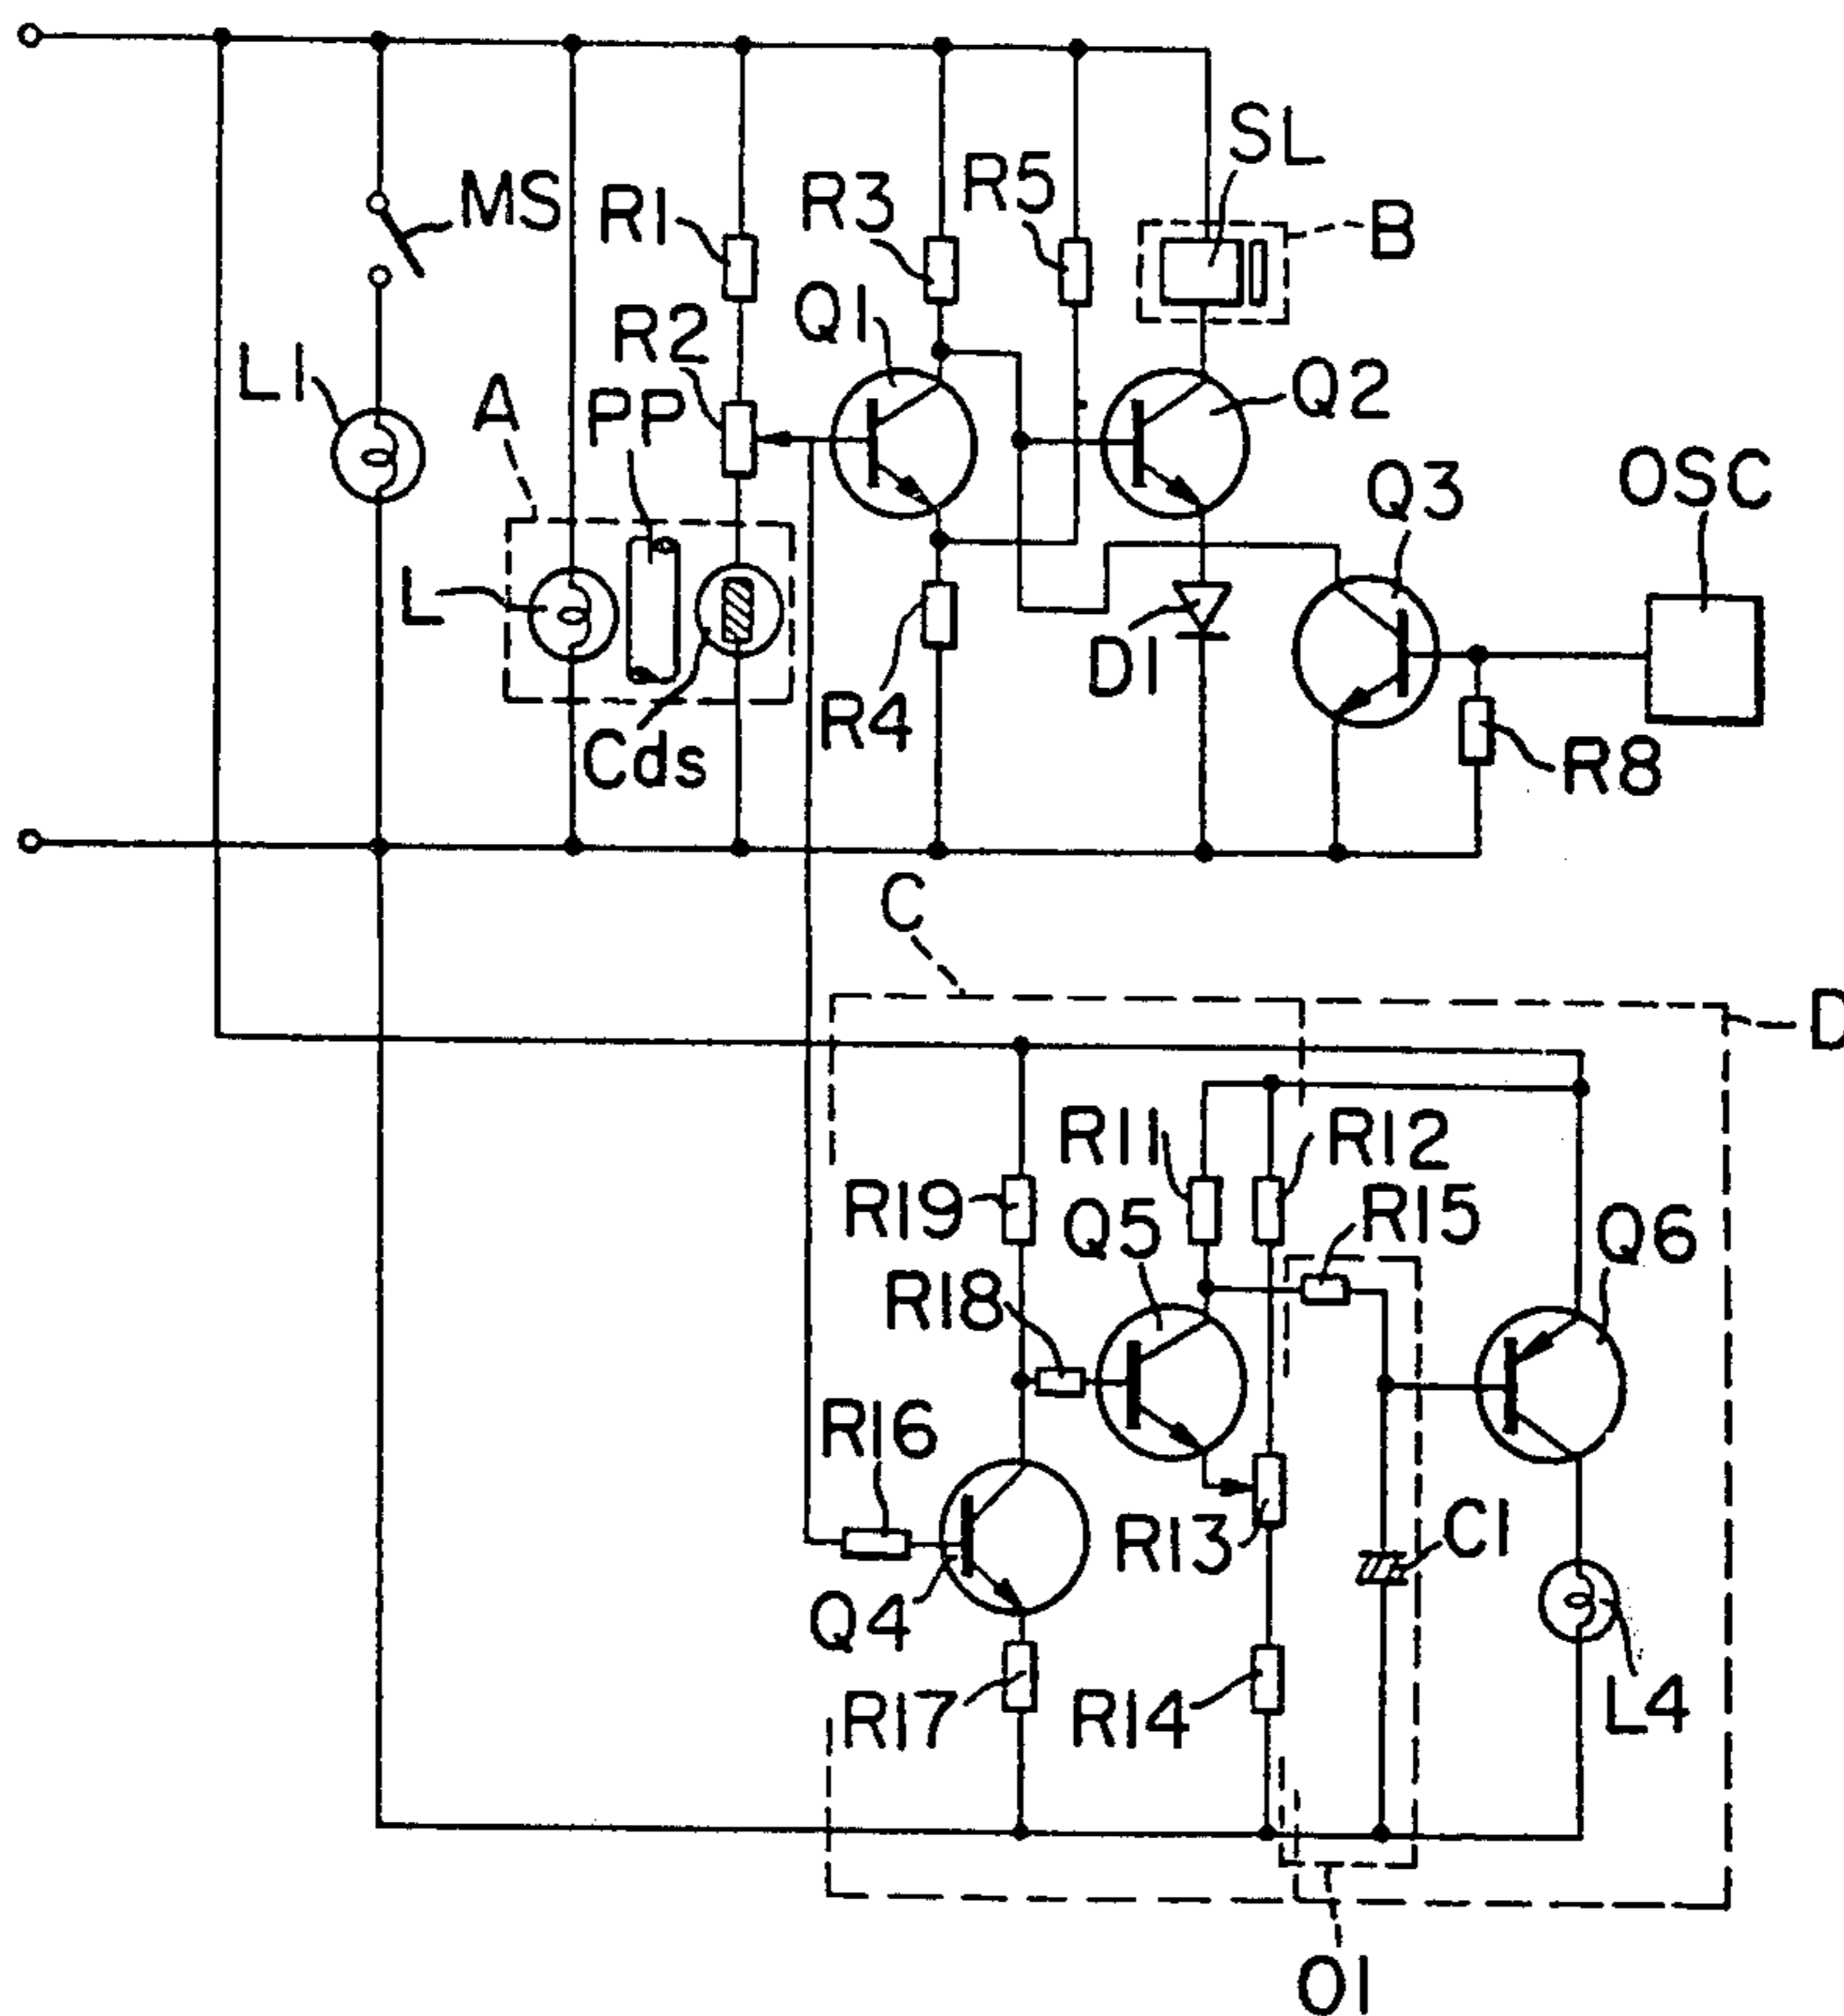 SL
MS
R1
R3
R5
B
Q1
R2
L1
A
PP
Q2
Q3
OSC
L
D1
R4
Cds
R8
C
D
R11
R12
R19
Q5
R15
Q6
R18
R16
R13
C1
Q4
R17
R14
L4
O1